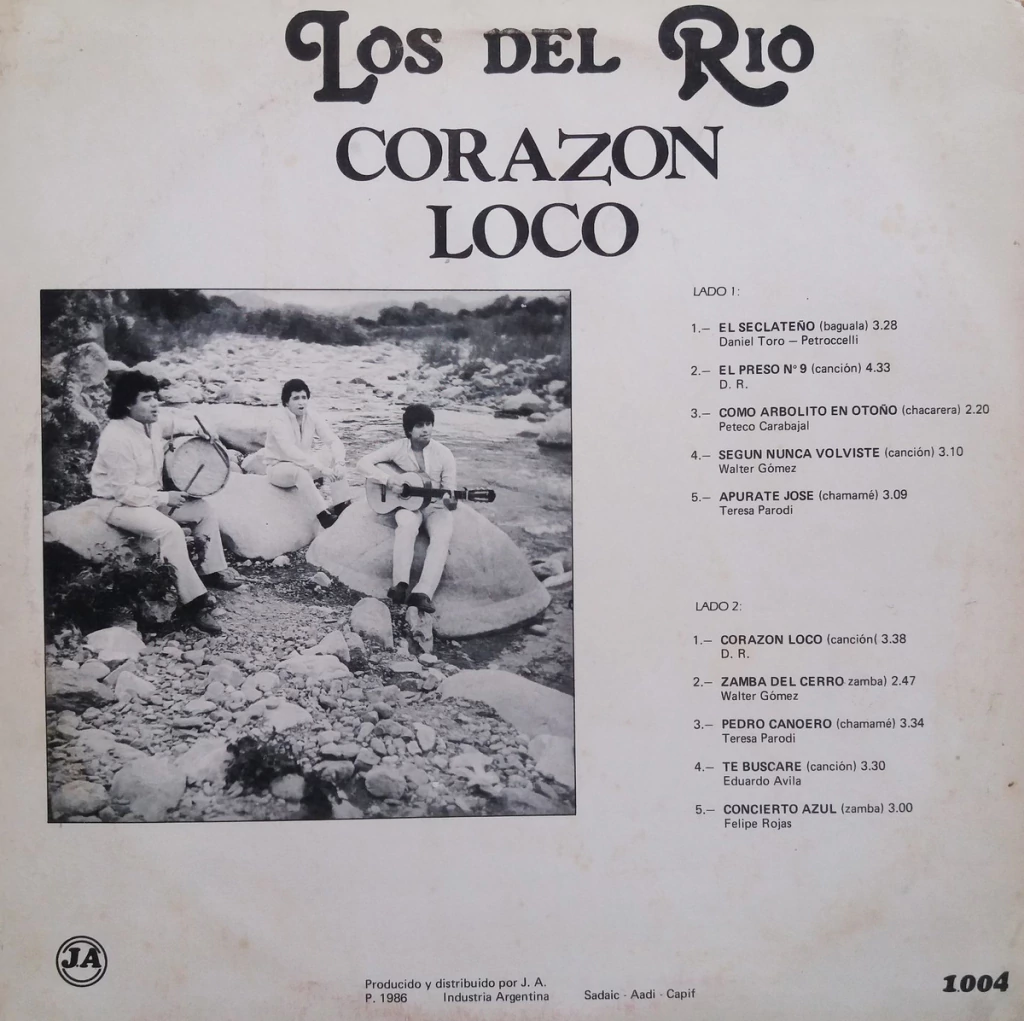 LOS DEL RIO
CORAZON
LOCO
LADO 1:
1.— EL SECLATEÑO (baguala) 3.28
Daniel Toro — Petroccelli
2.— EL PRESO Nº 9 (canción) 4.33
D. R.
3.— COMO ARBOLITO EN OTOÑO (chacarera) 2.20
Peteco Carabajal
4.— SEGUN NUNCA VOLVISTE (canción) 3.10
Walter Gómez
5.— APURATE JOSE (chamamé) 3.09
Teresa Parodi
LADO 2:
1.— CORAZON LOCO (canción( 3.38
D. R.
2.— ZAMBA DEL CERRO zamba) 2.47
Walter Gómez
3.— PEDRO CANOERO (chamamé) 3.34
Teresa Parodi
4.— TE BUSCARE (canción) 3.30
Eduardo Avila
5.— CONCIERTO AZUL (zamba) 3.00
Felipe Rojas
JA
Producido y distribuido por J. A.
P. 1986 Industria Argentina Sadaic - Aadi - Capif
1.004